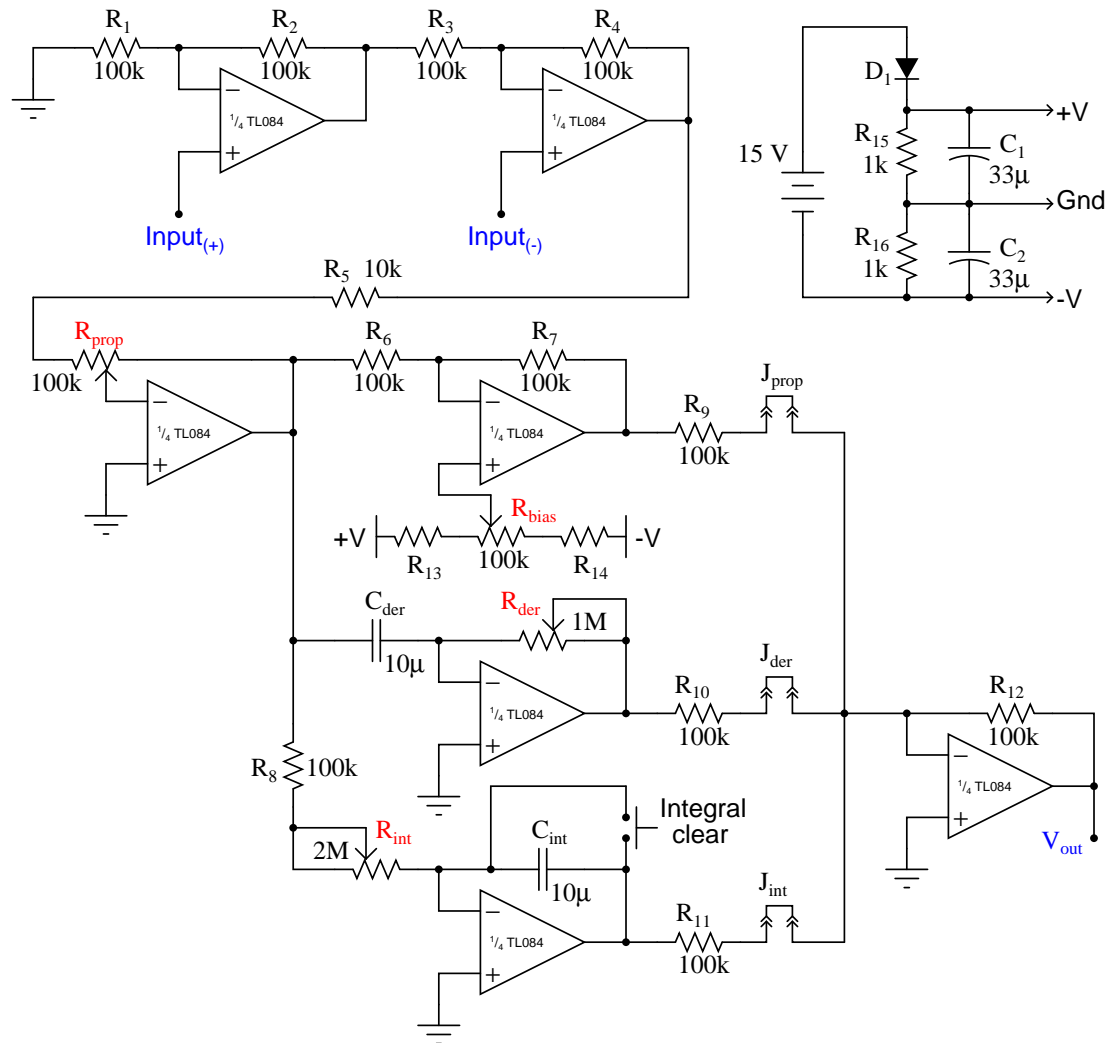 R1
R2
R3
R4
100k
100k
100k
100k
−
¼ TL084
+
−
¼ TL084
+
Input(+)
Input(-)
D1
15 V
R15
1k
C1
33µ
R16
1k
C2
33µ
+V
Gnd
-V
R5
10k
Rprop
100k
−
¼ TL084
+
R6
100k
R7
100k
−
¼ TL084
+
R9
100k
Jprop
Rbias
+V
100k
-V
R13
R14
Cder
10µ
Rder
1M
−
¼ TL084
+
R10
100k
Jder
R12
100k
−
¼ TL084
+
Vout
R8
100k
Rint
2M
Cint
10µ
Integral
clear
−
¼ TL084
+
R11
100k
Jint